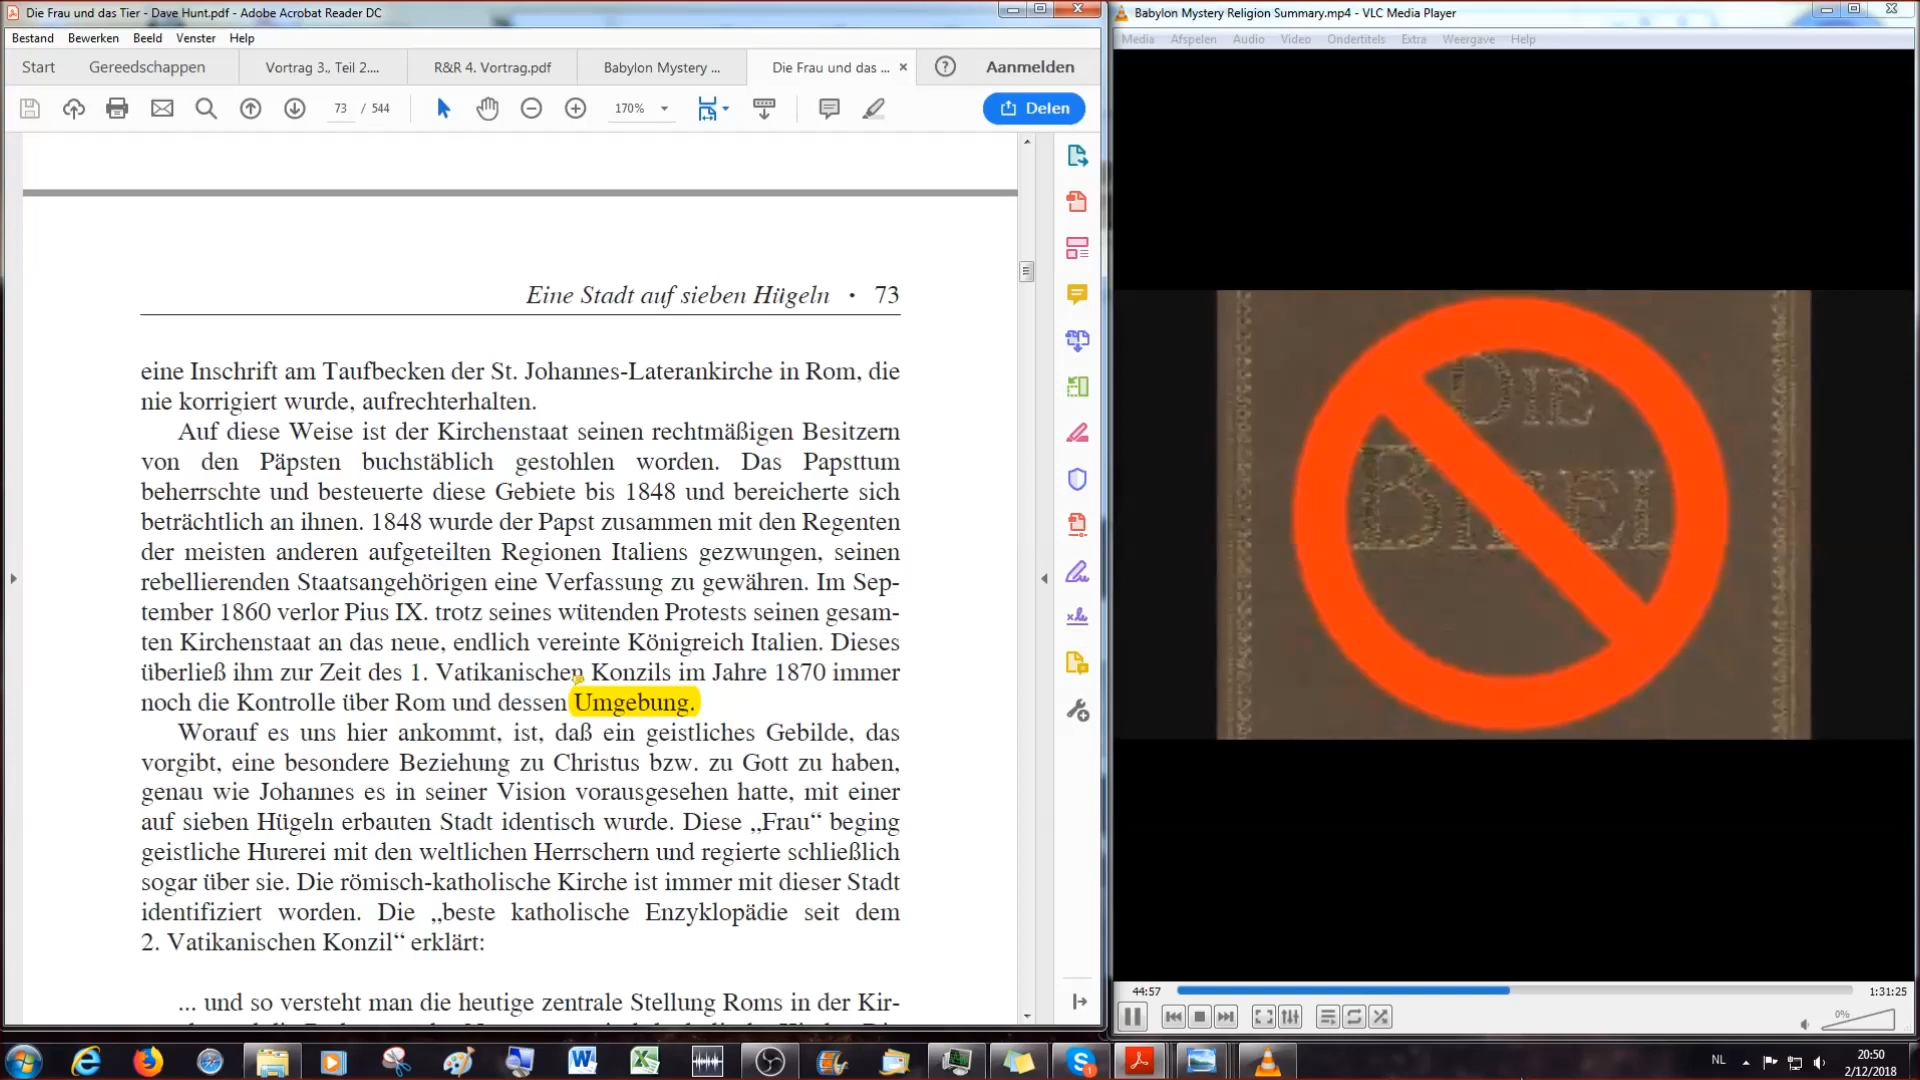 Die Frau und das Tier - Dave Hunt.pdf - Adobe Acrobat Reader DC
Bestand Bewerken Beeld Venster Help
Start Gereedschappen Vortrag 3., Teil 2.... R&R 4. Vortrag.pdf Babylon Mystery ... Die Frau und das ... × Aanmelden
73 / 544 170% Delen
Eine Stadt auf sieben Hügeln • 73
eine Inschrift am Taufbecken der St. Johannes-Laterankirche in Rom, die
nie korrigiert wurde, aufrechterhalten.
Auf diese Weise ist der Kirchenstaat seinen rechtmäßigen Besitzern
von den Päpsten buchstäblich gestohlen worden. Das Papsttum
beherrschte und besteuerte diese Gebiete bis 1848 und bereicherte sich
beträchtlich an ihnen. 1848 wurde der Papst zusammen mit den Regenten
der meisten anderen aufgeteilten Regionen Italiens gezwungen, seinen
rebellierenden Staatsangehörigen eine Verfassung zu gewähren. Im Sep-
tember 1860 verlor Pius IX. trotz seines wütenden Protests seinen gesam-
ten Kirchenstaat an das neue, endlich vereinte Königreich Italien. Dieses
überließ ihm zur Zeit des 1. Vatikanischen Konzils im Jahre 1870 immer
noch die Kontrolle über Rom und dessen Umgebung.
Worauf es uns hier ankommt, ist, daß ein geistliches Gebilde, das
vorgibt, eine besondere Beziehung zu Christus bzw. zu Gott zu haben,
genau wie Johannes es in seiner Vision vorausgesehen hatte, mit einer
auf sieben Hügeln erbauten Stadt identisch wurde. Diese „Frau“ beging
geistliche Hurerei mit den weltlichen Herrschern und regierte schließlich
sogar über sie. Die römisch-katholische Kirche ist immer mit dieser Stadt
identifiziert worden. Die „beste katholische Enzyklopädie seit dem
2. Vatikanischen Konzil“ erklärt:
... und so versteht man die heutige zentrale Stellung Roms in der Kir-
Babylon Mystery Religion Summary.mp4 - VLC Media Player
Media Afspelen Audio Video Ondertitels Extra Weergave Help
DIE
BIBEL
44:57 1:31:25
0%
NL 20:50
2/12/2018